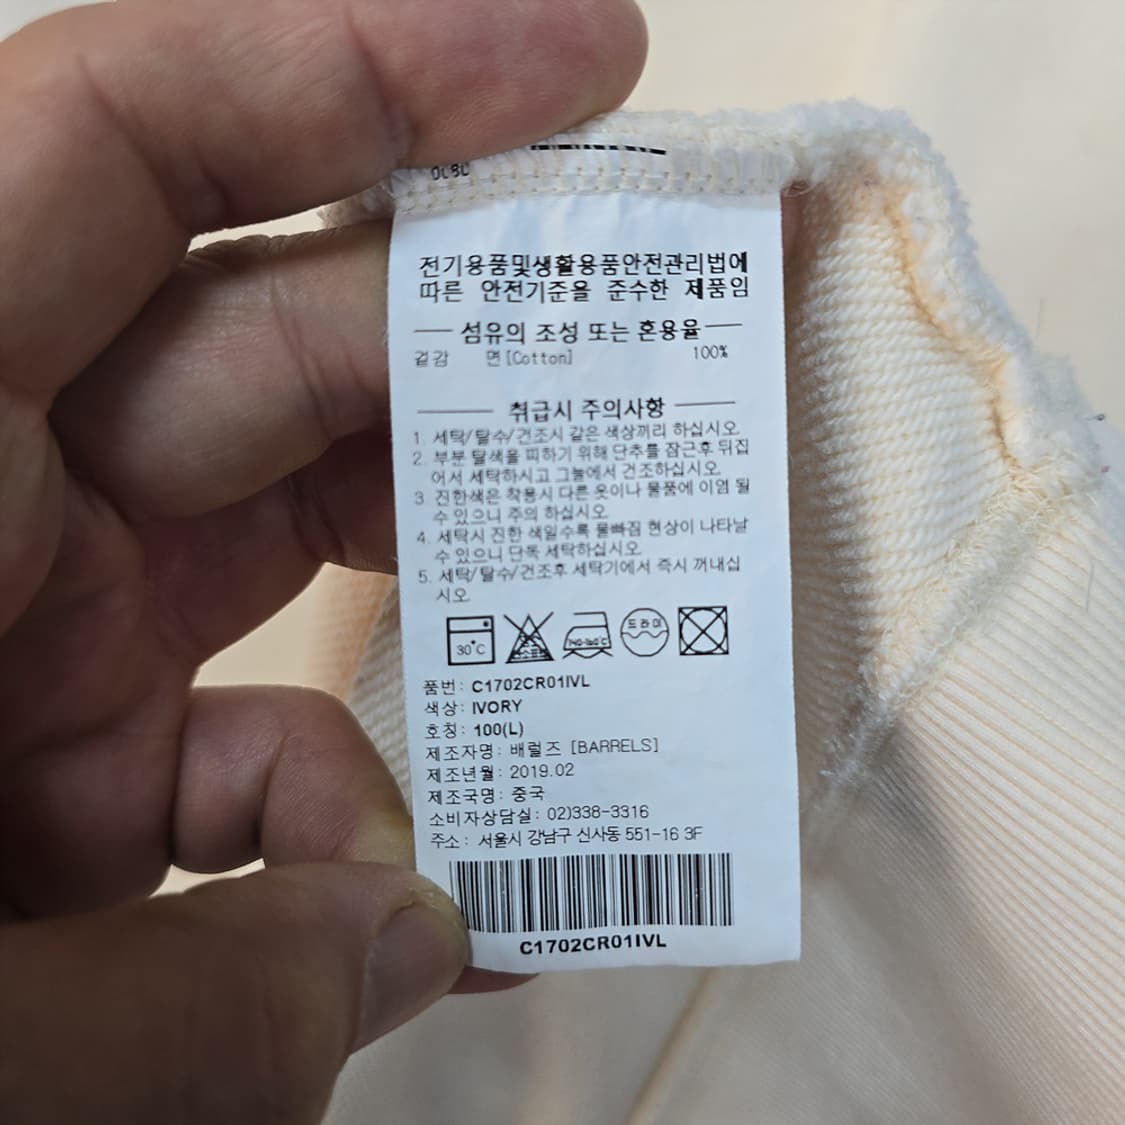 전기용품및생활용품안전관리법에
따른 안전기준을 준수한 제품임
섬유의 조성 또는 혼용율
겉감 면[Cotton] 100%
취급시 주의사항
1. 세탁/탈수/건조시 같은 색상끼리 하십시오.
2. 부분 탈색을 피하기 위해 단추를 잠근후 뒤집
어서 세탁하시고 그늘에서 건조하십시오.
3. 진한색은 착용시 다른 옷이나 물품에 이염 될
수 있으니 주의 하십시오.
4. 세탁시 진한 색일수록 물빠짐 현상이 나타날
수 있으니 단독 세탁하십시오.
5. 세탁/탈수/건조후 세탁기에서 즉시 꺼내십
시오.
30°C 염소표백 140-160°C 드라이
품번: C1702CR01IVL
색상: IVORY
호칭: 100(L)
제조자명: 배럴즈 [BARRELS]
제조년월: 2019.02
제조국명: 중국
소비자상담실: 02)338-3316
주소: 서울시 강남구 신사동 551-16 3F
C1702CR01IVL